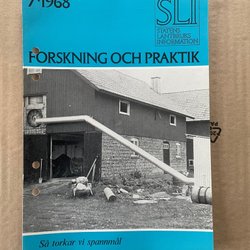 7·1968
SLI
STATENS
LANTBRUKS
INFORMATION
FORSKNING OCH PRAKTIK
Så torkar vi spannmål